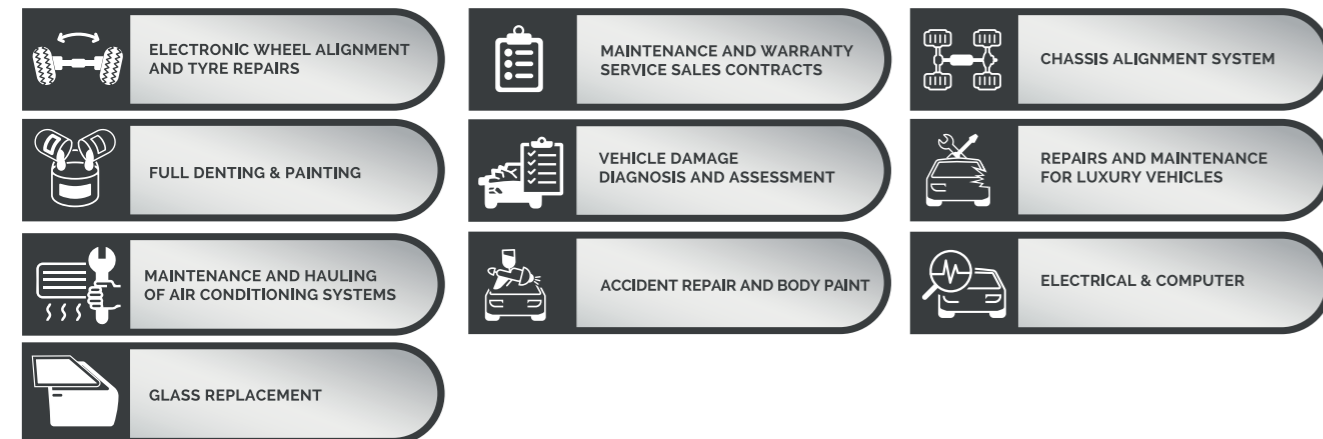 ELECTRONIC WHEEL ALIGNMENT
AND TYRE REPAIRS
MAINTENANCE AND WARRANTY
SERVICE SALES CONTRACTS
CHASSIS ALIGNMENT SYSTEM
FULL DENTING & PAINTING
VEHICLE DAMAGE
DIAGNOSIS AND ASSESSMENT
REPAIRS AND MAINTENANCE
FOR LUXURY VEHICLES
MAINTENANCE AND HAULING
OF AIR CONDITIONING SYSTEMS
ACCIDENT REPAIR AND BODY PAINT
ELECTRICAL & COMPUTER
GLASS REPLACEMENT